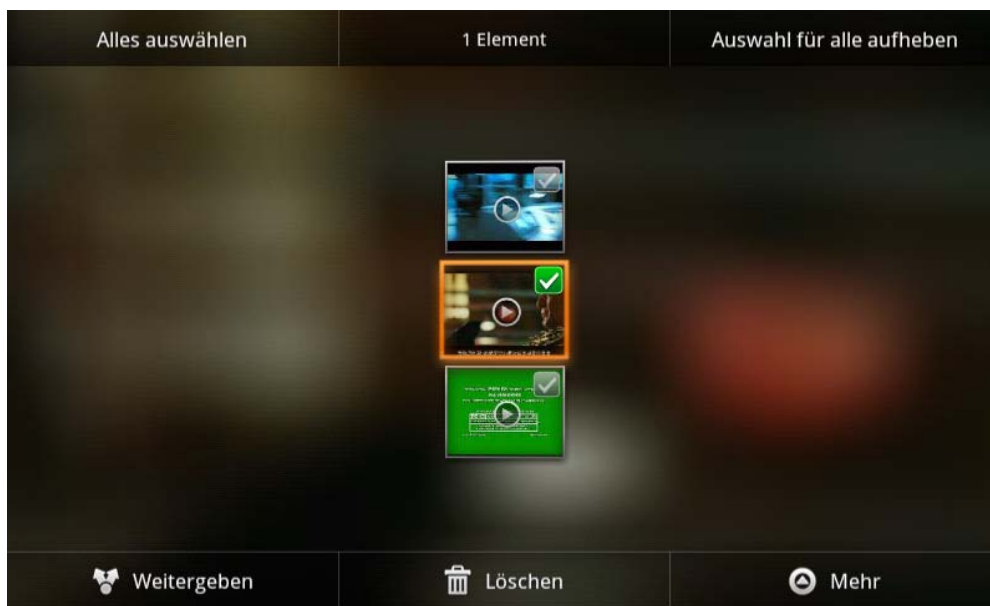 Alles auswählen
1 Element
Auswahl für alle aufheben
Weitergeben
Löschen
Mehr